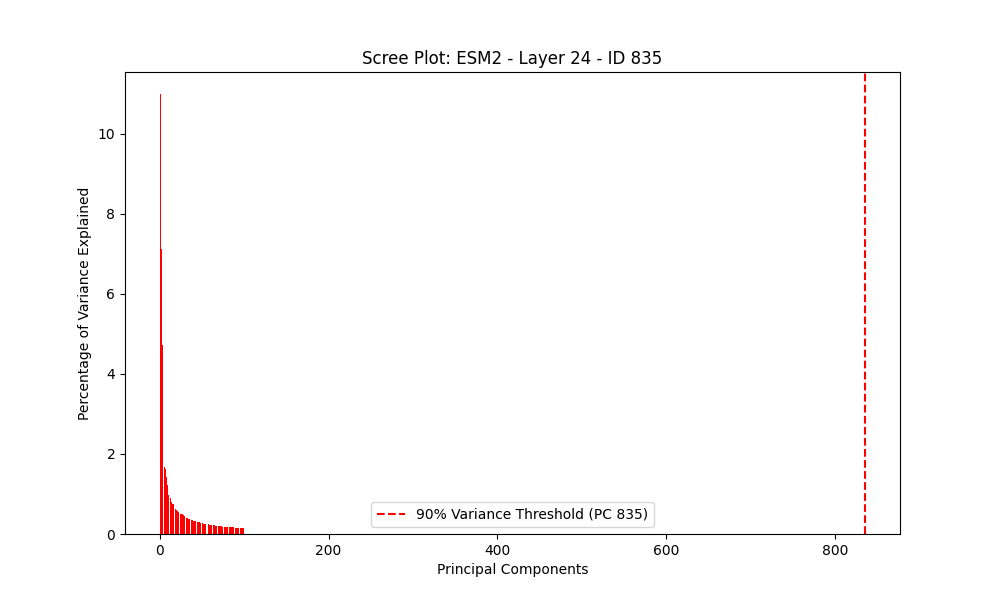 Scree Plot: ESM2 - Layer 24 - ID 835
Percentage of Variance Explained
10
8
6
4
2
0
0 200 400 600 800
Principal Components
90% Variance Threshold (PC 835)